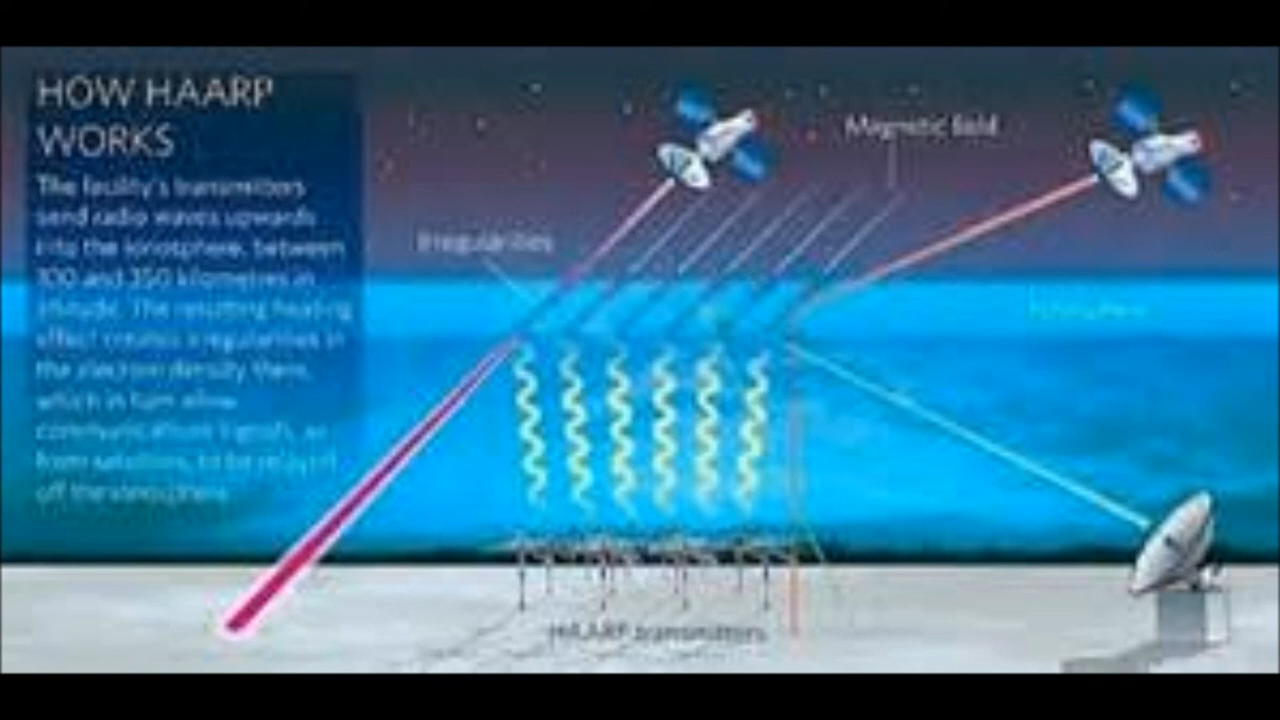 HOW HAARP
WORKS
The facility's transmitters
send radio waves upwards
into the ionosphere, between
100 and 350 kilometres in
altitude. The resulting heating
effect creates irregularities in
the electron density there,
which in turn allow
communications signals, as
from satellites, to be
off the ionosphere
Irregularities
Magnetic field
HAARP transmitters